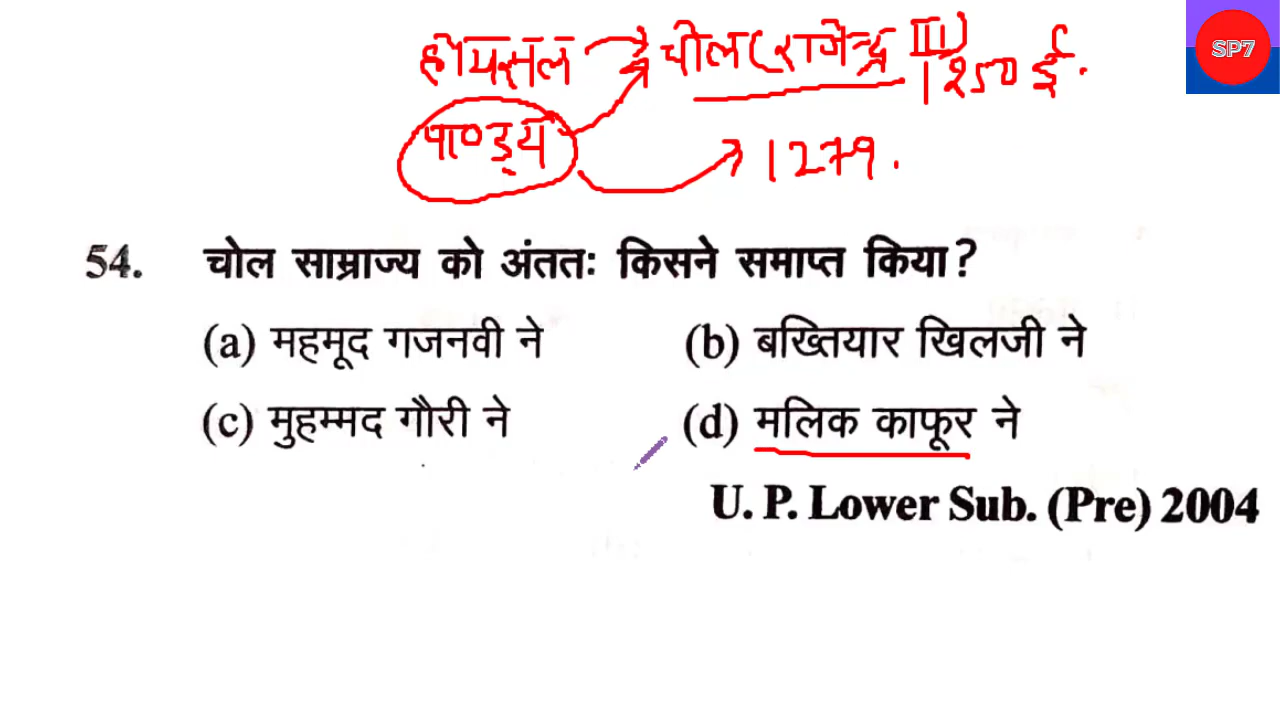 होयसल चोल (राजेन्द्र III) 1250 ई.
SP7
पाण्ड्य 1279.
54. चोल साम्राज्य को अंततः किसने समाप्त किया?
(a) महमूद गजनवी ने (b) बख्तियार खिलजी ने
(c) मुहम्मद गौरी ने (d) मलिक काफूर ने
U. P. Lower Sub. (Pre) 2004